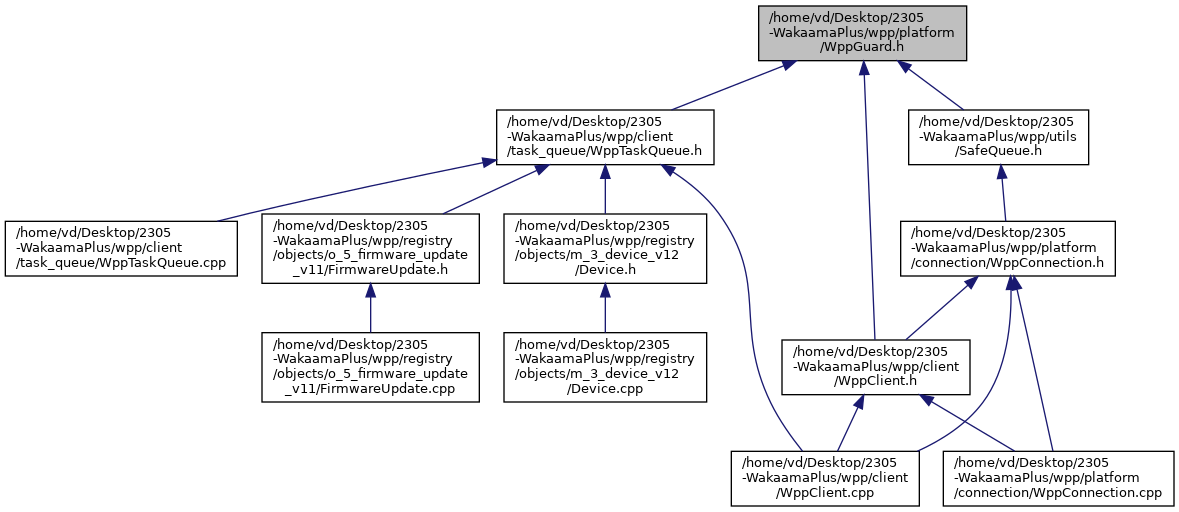 /home/vd/Desktop/2305
-WakaamaPlus/wpp/platform
/WppGuard.h
/home/vd/Desktop/2305
-WakaamaPlus/wpp/client
/task_queue/WppTaskQueue.h
/home/vd/Desktop/2305
-WakaamaPlus/wpp/utils
/SafeQueue.h
/home/vd/Desktop/2305
-WakaamaPlus/wpp/client
/task_queue/WppTaskQueue.cpp
/home/vd/Desktop/2305
-WakaamaPlus/wpp/registry
/objects/o_5_firmware_update
_v11/FirmwareUpdate.h
/home/vd/Desktop/2305
-WakaamaPlus/wpp/registry
/objects/m_3_device_v12
/Device.h
/home/vd/Desktop/2305
-WakaamaPlus/wpp/platform
/connection/WppConnection.h
/home/vd/Desktop/2305
-WakaamaPlus/wpp/registry
/objects/o_5_firmware_update
_v11/FirmwareUpdate.cpp
/home/vd/Desktop/2305
-WakaamaPlus/wpp/registry
/objects/m_3_device_v12
/Device.cpp
/home/vd/Desktop/2305
-WakaamaPlus/wpp/client
/WppClient.h
/home/vd/Desktop/2305
-WakaamaPlus/wpp/client
/WppClient.cpp
/home/vd/Desktop/2305
-WakaamaPlus/wpp/platform
/connection/WppConnection.cpp